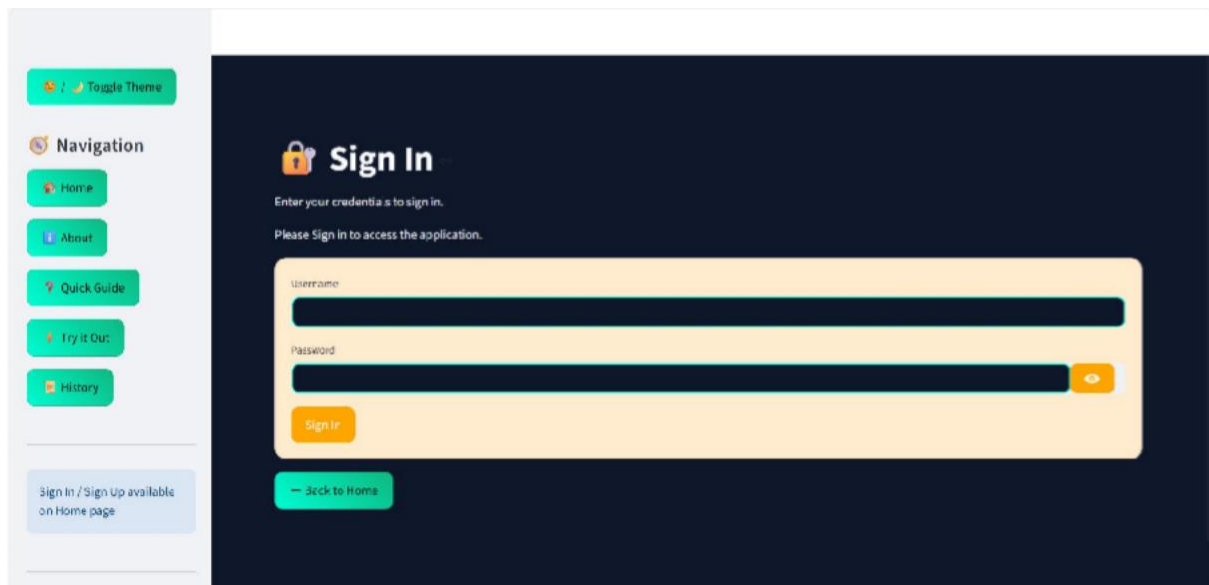 / Toggle Theme
Navigation
Home
About
Quick Guide
Try it Out
History
Sign In / Sign Up available
on Home page
Sign In
Enter your credentials to sign in.
Please Sign in to access the application.
Username
Password
Sign In
Back to Home